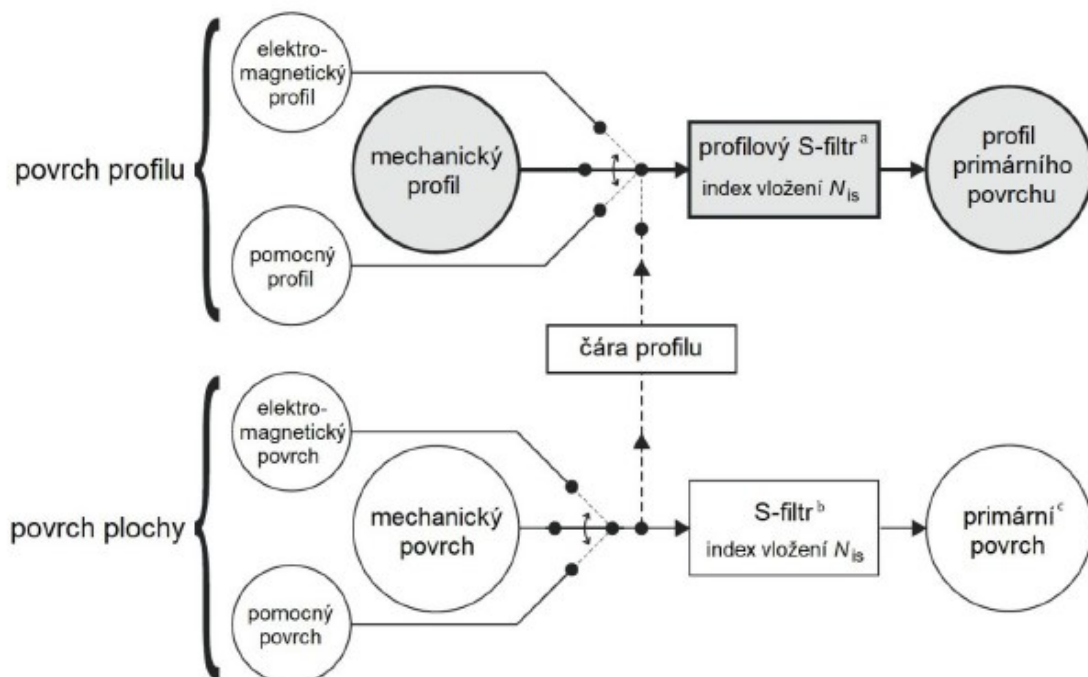 elektro-
magnetický
profil
povrch profilu
mechanický
profil
profilový S-filtr a
index vložení Nis
profil
primárního
povrchu
pomocný
profil
čára profilu
elektro-
magnetický
povrch
povrch plochy
mechanický
povrch
S-filtr b
index vložení Nis
primární c
povrch
pomocný
povrch